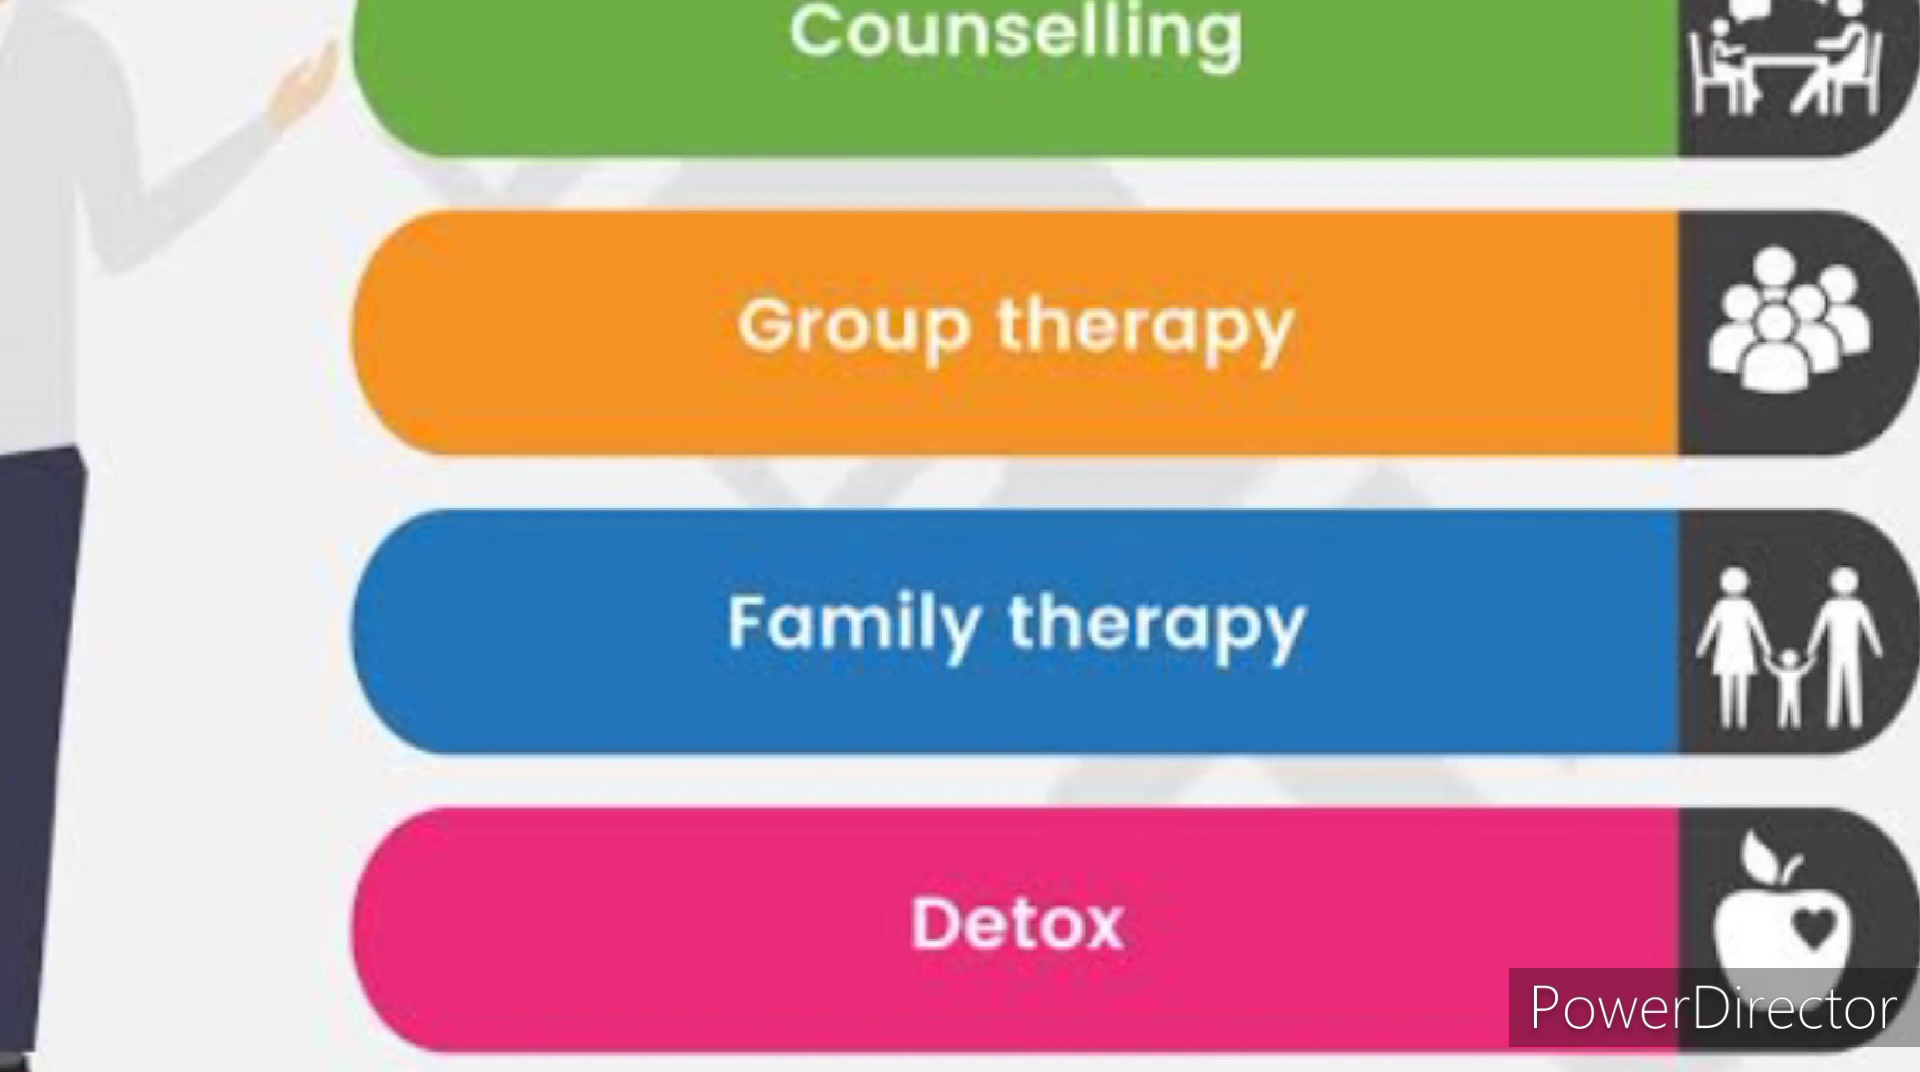 Counselling
Group therapy
Family therapy
Detox
PowerDirector